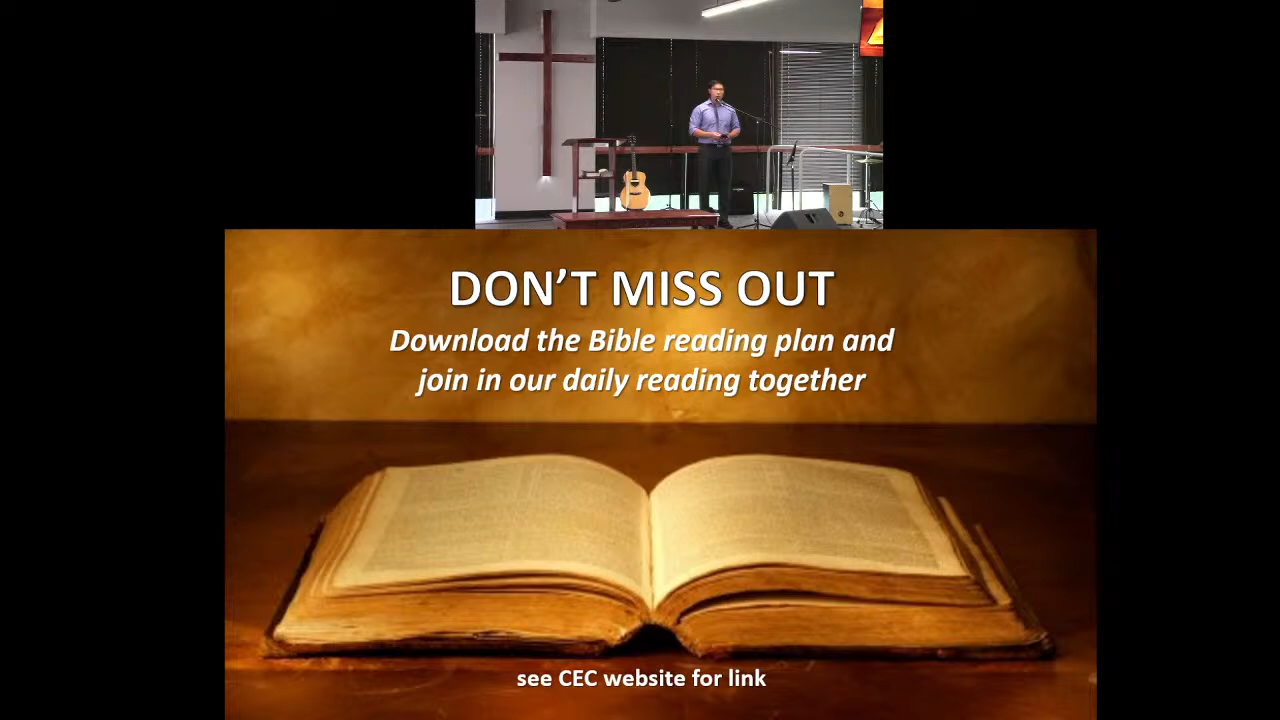 DON’T MISS OUT
Download the Bible reading plan and
join in our daily reading together
see CEC website for link